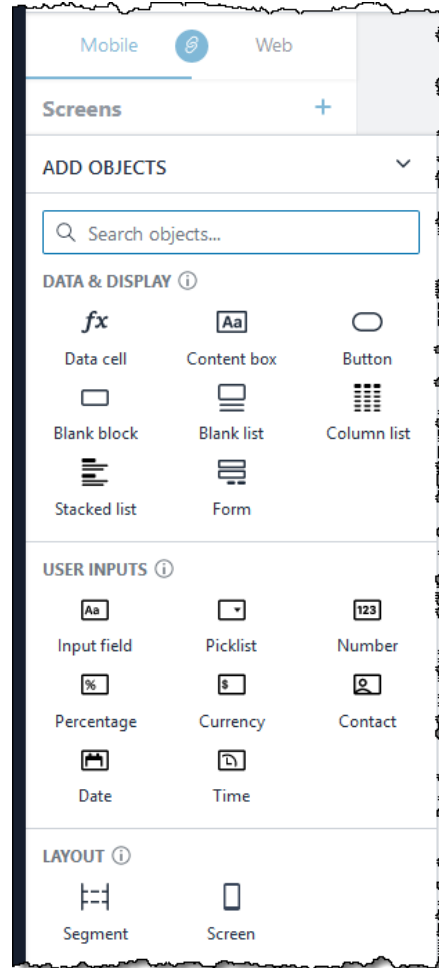 Mobile Web
Screens +
ADD OBJECTS
Search objects...
DATA & DISPLAY
fx Aa
Data cell Content box Button
Blank block Blank list Column list
Stacked list Form
USER INPUTS
Aa 123
Input field Picklist Number
% $
Percentage Currency Contact
Date Time
LAYOUT
Segment Screen